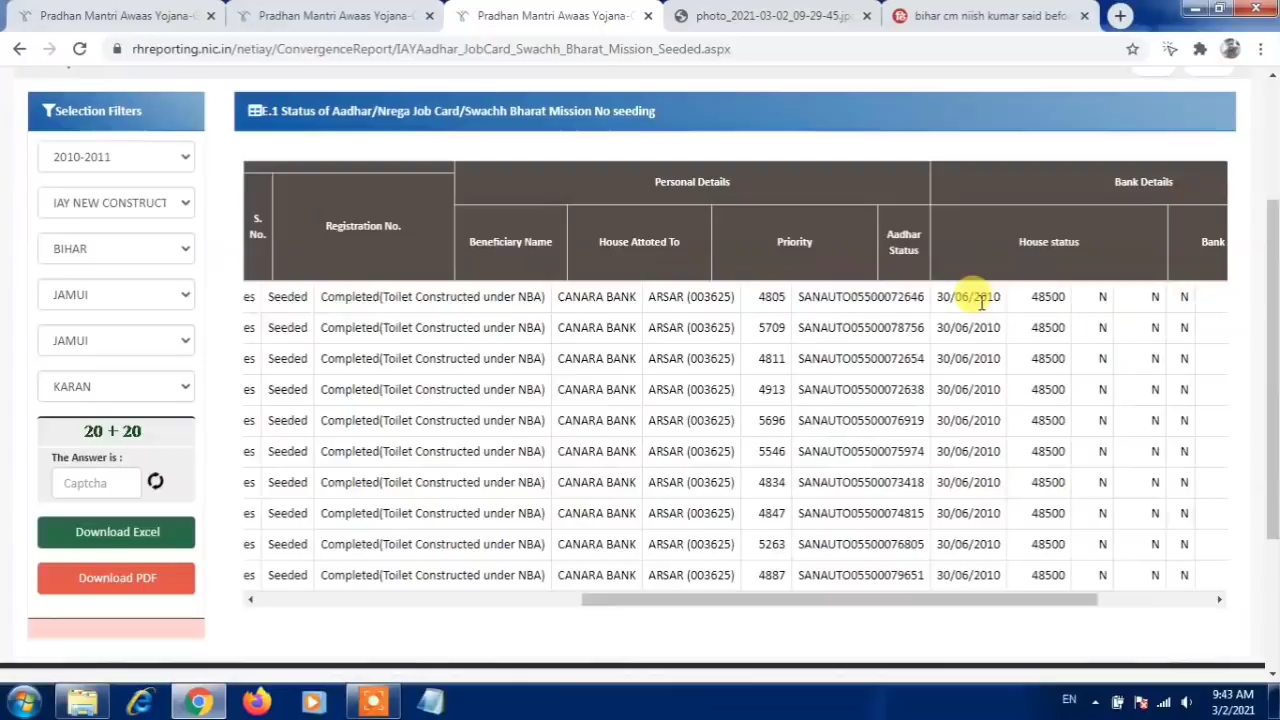 Pradhan Mantri Awaas Yojana-G
Pradhan Mantri Awaas Yojana-G
Pradhan Mantri Awaas Yojana-G
photo_2021-03-02_09-29-45.jp
bihar cm niish kumar said befo
rhreporting.nic.in/netiay/ConvergenceReport/IAYAadhar_JobCard_Swachh_Bharat_Mission_Seeded.aspx
Selection Filters
E.1 Status of Aadhar/Nrega Job Card/Swachh Bharat Mission No seeding
2010-2011
IAY NEW CONSTRUCT
BIHAR
JAMUI
JAMUI
KARAN
20 + 20
The Answer is :
Captcha
Download Excel
Download PDF
Personal Details
Bank Details
S. No.
Registration No.
Beneficiary Name
House Attoted To
Priority
Aadhar Status
House status
Bank
es Seeded Completed(Toilet Constructed under NBA) CANARA BANK ARSAR (003625) 4805 SANAUTO05500072646 30/06/2010 48500 N N N
es Seeded Completed(Toilet Constructed under NBA) CANARA BANK ARSAR (003625) 5709 SANAUTO05500078756 30/06/2010 48500 N N N
es Seeded Completed(Toilet Constructed under NBA) CANARA BANK ARSAR (003625) 4811 SANAUTO05500072654 30/06/2010 48500 N N N
es Seeded Completed(Toilet Constructed under NBA) CANARA BANK ARSAR (003625) 4913 SANAUTO05500072638 30/06/2010 48500 N N N
es Seeded Completed(Toilet Constructed under NBA) CANARA BANK ARSAR (003625) 5696 SANAUTO05500076919 30/06/2010 48500 N N N
es Seeded Completed(Toilet Constructed under NBA) CANARA BANK ARSAR (003625) 5546 SANAUTO05500075974 30/06/2010 48500 N N N
es Seeded Completed(Toilet Constructed under NBA) CANARA BANK ARSAR (003625) 4834 SANAUTO05500073418 30/06/2010 48500 N N N
es Seeded Completed(Toilet Constructed under NBA) CANARA BANK ARSAR (003625) 4847 SANAUTO05500074815 30/06/2010 48500 N N N
es Seeded Completed(Toilet Constructed under NBA) CANARA BANK ARSAR (003625) 5263 SANAUTO05500076805 30/06/2010 48500 N N N
es Seeded Completed(Toilet Constructed under NBA) CANARA BANK ARSAR (003625) 4887 SANAUTO05500079651 30/06/2010 48500 N N N
EN
9:43 AM
3/2/2021